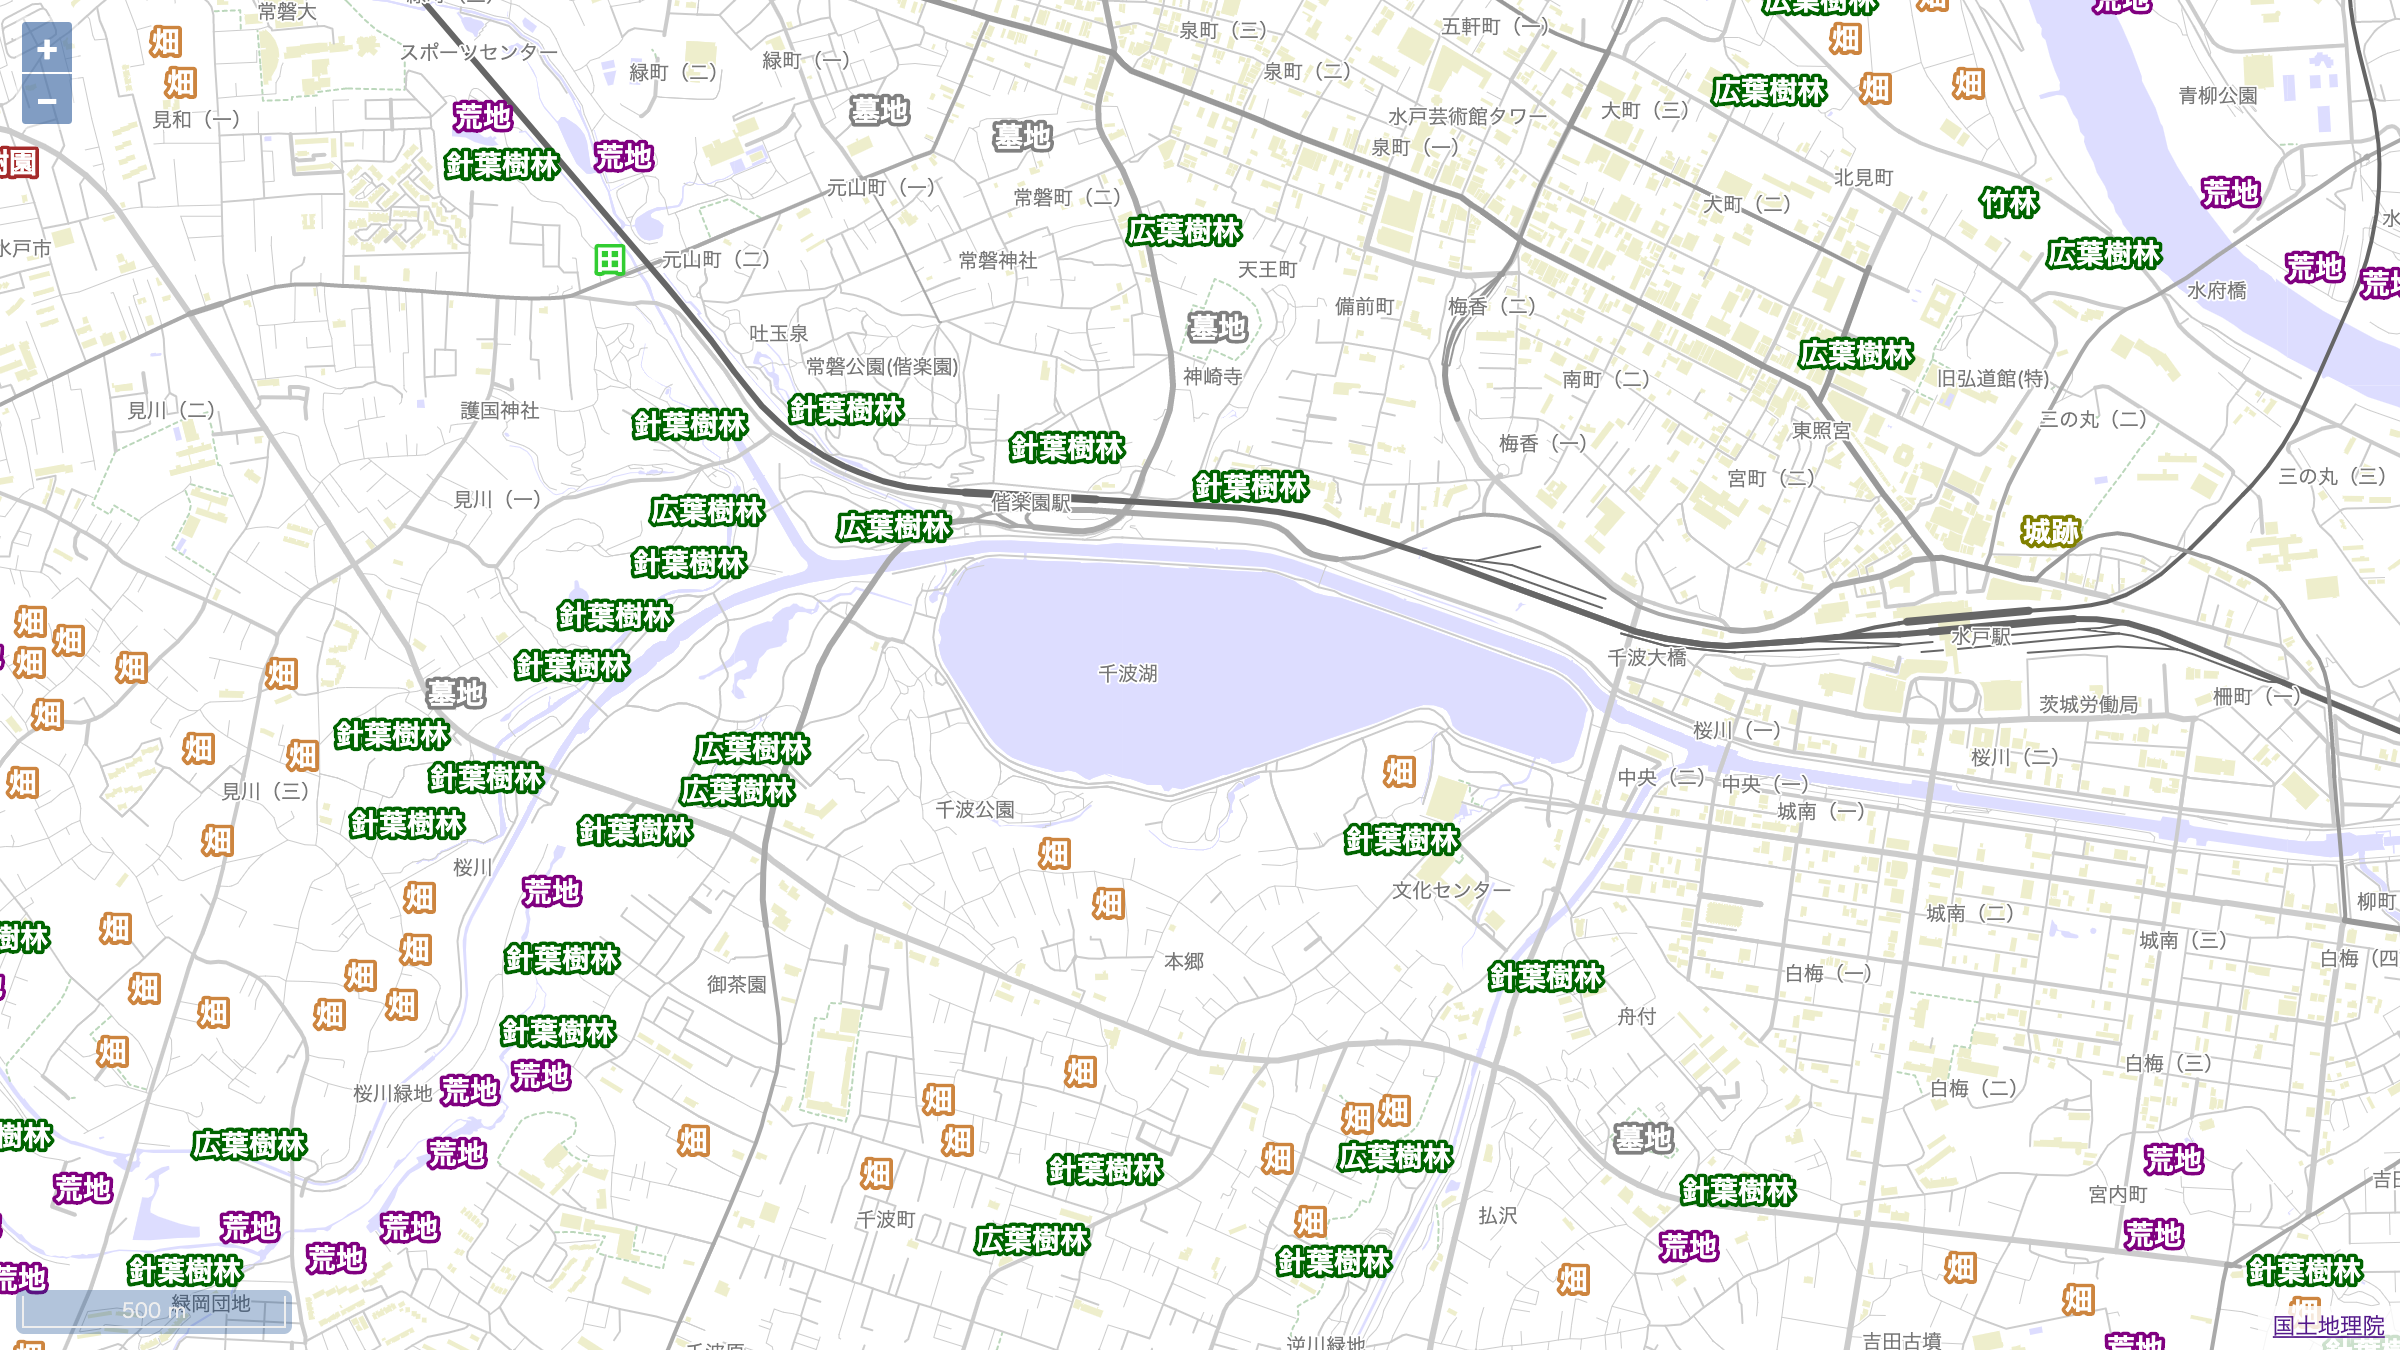 常磐大
広葉樹林
荒地
畑
スポーツセンター
緑町（二）
緑町（一）
泉町（三）
五軒町（一）
泉町（二）
畑
+
−
畑
見和（一）
荒地
針葉樹林
荒地
墓地
墓地
水戸芸術館タワー
泉町（一）
大町（三）
広葉樹林
畑
畑
畑
青柳公園
元山町（一）
常磐町（二）
北見町
大町（二）
竹林
荒地
水戸市
田
元山町（二）
常磐神社
広葉樹林
天王町
広葉樹林
荒地
水府橋
備前町
梅香（二）
吐玉泉
墓地
常磐公園(偕楽園)
神崎寺
南町（二）
広葉樹林
旧弘道館(特)
見川（二）
護国神社
針葉樹林
針葉樹林
針葉樹林
梅香（一）
東照宮
三の丸（二）
宮町（二）
三の丸（三）
見川（一）
広葉樹林
広葉樹林
偕楽園駅
針葉樹林
城跡
針葉樹林
針葉樹林
針葉樹林
畑
畑
畑
畑
畑
畑
墓地
千波湖
千波大橋
水戸駅
茨城労働局
柵町（一）
針葉樹林
畑
畑
畑
見川（三）
針葉樹林
広葉樹林
広葉樹林
畑
桜川（一）
桜川（二）
中央（二）
中央（一）
城南（一）
針葉樹林
針葉樹林
千波公園
畑
畑
針葉樹林
桜川
荒地
畑
畑
文化センター
柳町
城南（二）
城南（三）
樹林
畑
畑
畑
畑
針葉樹林
御茶園
本郷
針葉樹林
白梅（一）
白梅（四
畑
畑
畑
畑
針葉樹林
舟付
畑
桜川緑地
荒地
荒地
畑
畑
畑
畑
白梅（三）
白梅（二）
樹林
広葉樹林
荒地
畑
畑
畑
針葉樹林
畑
広葉樹林
墓地
荒地
荒地
針葉樹林
宮内町
荒地
荒地
荒地
千波町
広葉樹林
畑
払沢
荒地
荒地
荒地
針葉樹林
針葉樹林
畑
畑
畑
針葉樹林
500 m
緑岡団地
逆川緑地
吉田古墳
荒地
国土地理院